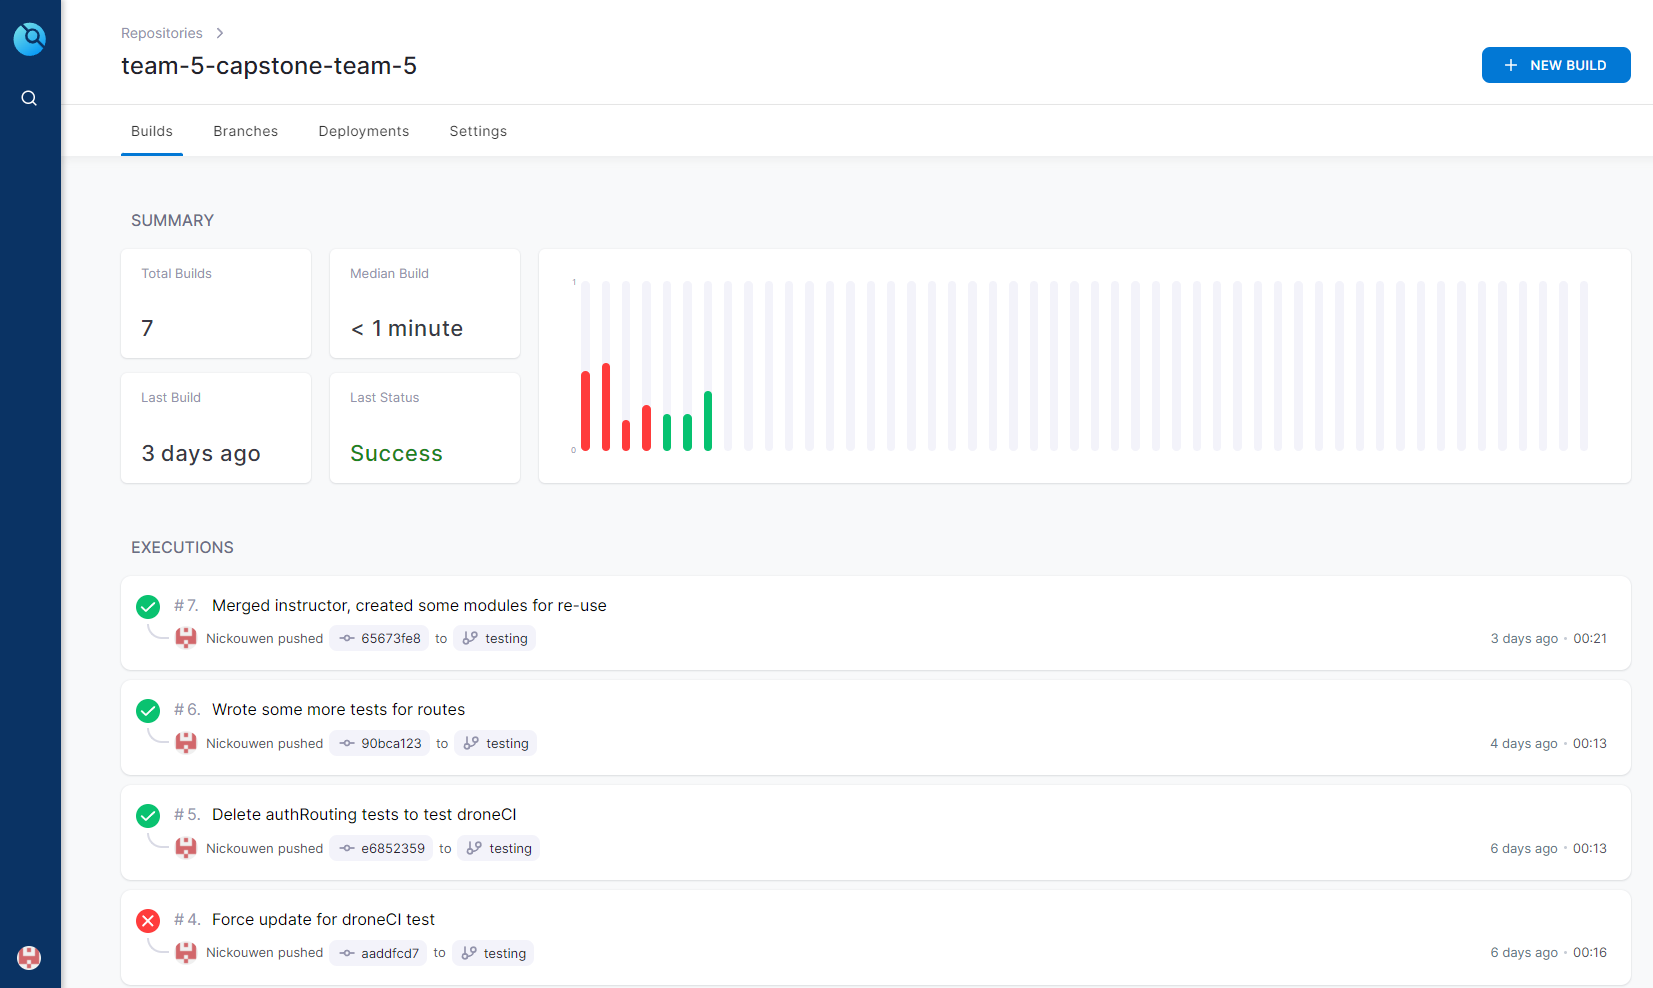 Repositories
team-5-capstone-team-5
NEW BUILD
Builds Branches Deployments Settings
SUMMARY
Total Builds
7
Median Build
< 1 minute
Last Build
3 days ago
Last Status
Success
1
0
EXECUTIONS
#7. Merged instructor, created some modules for re-use
Nickouwen pushed 65673fe8 to testing 3 days ago • 00:21
#6. Wrote some more tests for routes
Nickouwen pushed 90bca123 to testing 4 days ago • 00:13
#5. Delete authRouting tests to test droneCI
Nickouwen pushed e6852359 to testing 6 days ago • 00:13
#4. Force update for droneCI test
Nickouwen pushed aaddfcd7 to testing 6 days ago • 00:16